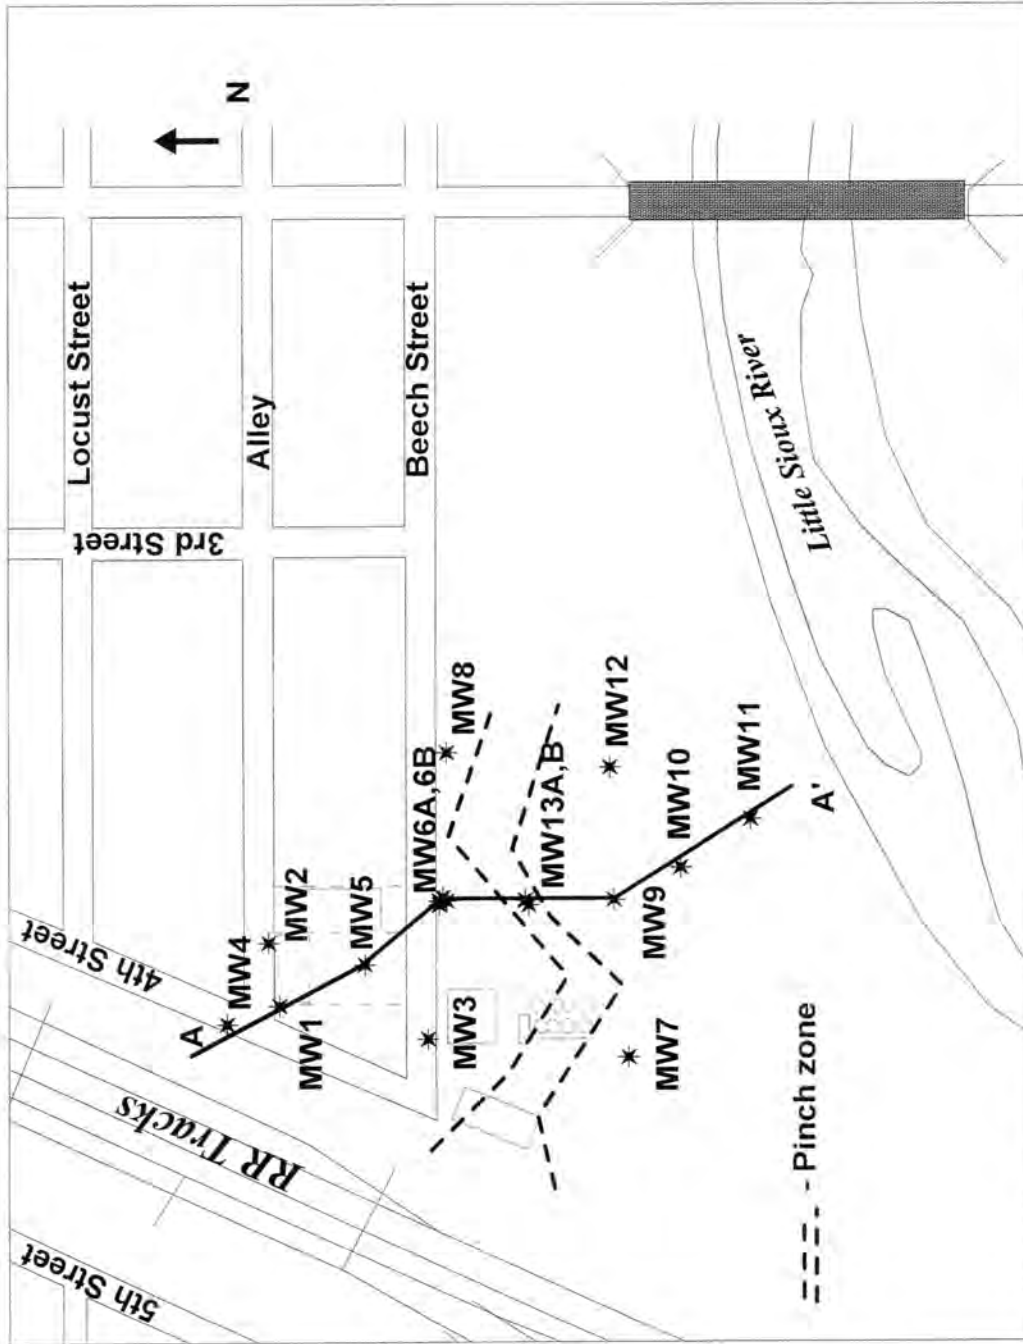 N
Locust Street
Alley
Beech Street
3rd Street
4th Street
5th Street
RR Tracks
Little Sioux River
A
MW4
MW2
MW1
MW5
MW6A,6B
MW8
MW3
MW13A,B
MW12
MW7
MW9
MW10
MW11
A'
- Pinch zone